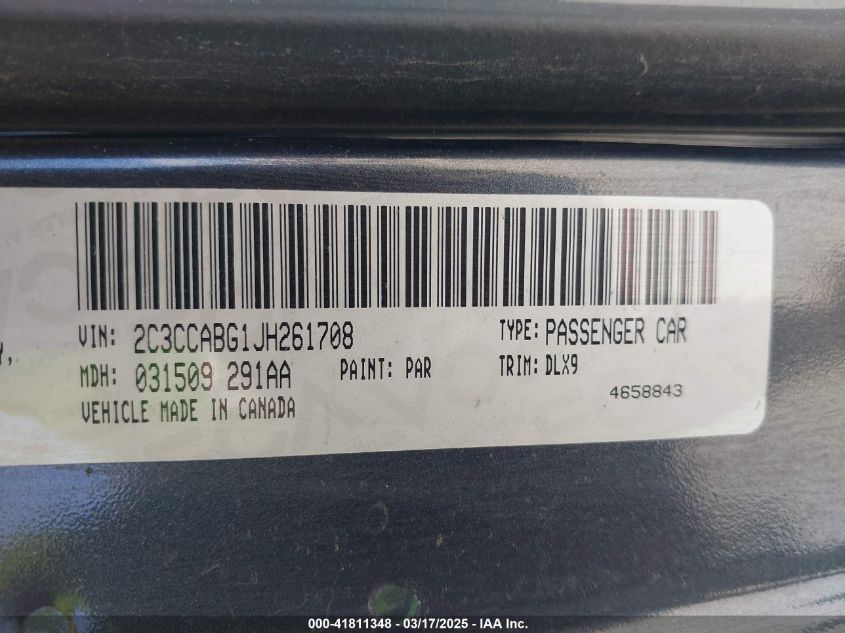 VIN: 2C3CCABG1JH261708 TYPE: PASSENGER CAR
MDH: 031509 291AA PAINT: PAR TRIM: DLX9
VEHICLE MADE IN CANADA 4658843
000-41811348 - 03/17/2025 - IAA Inc.